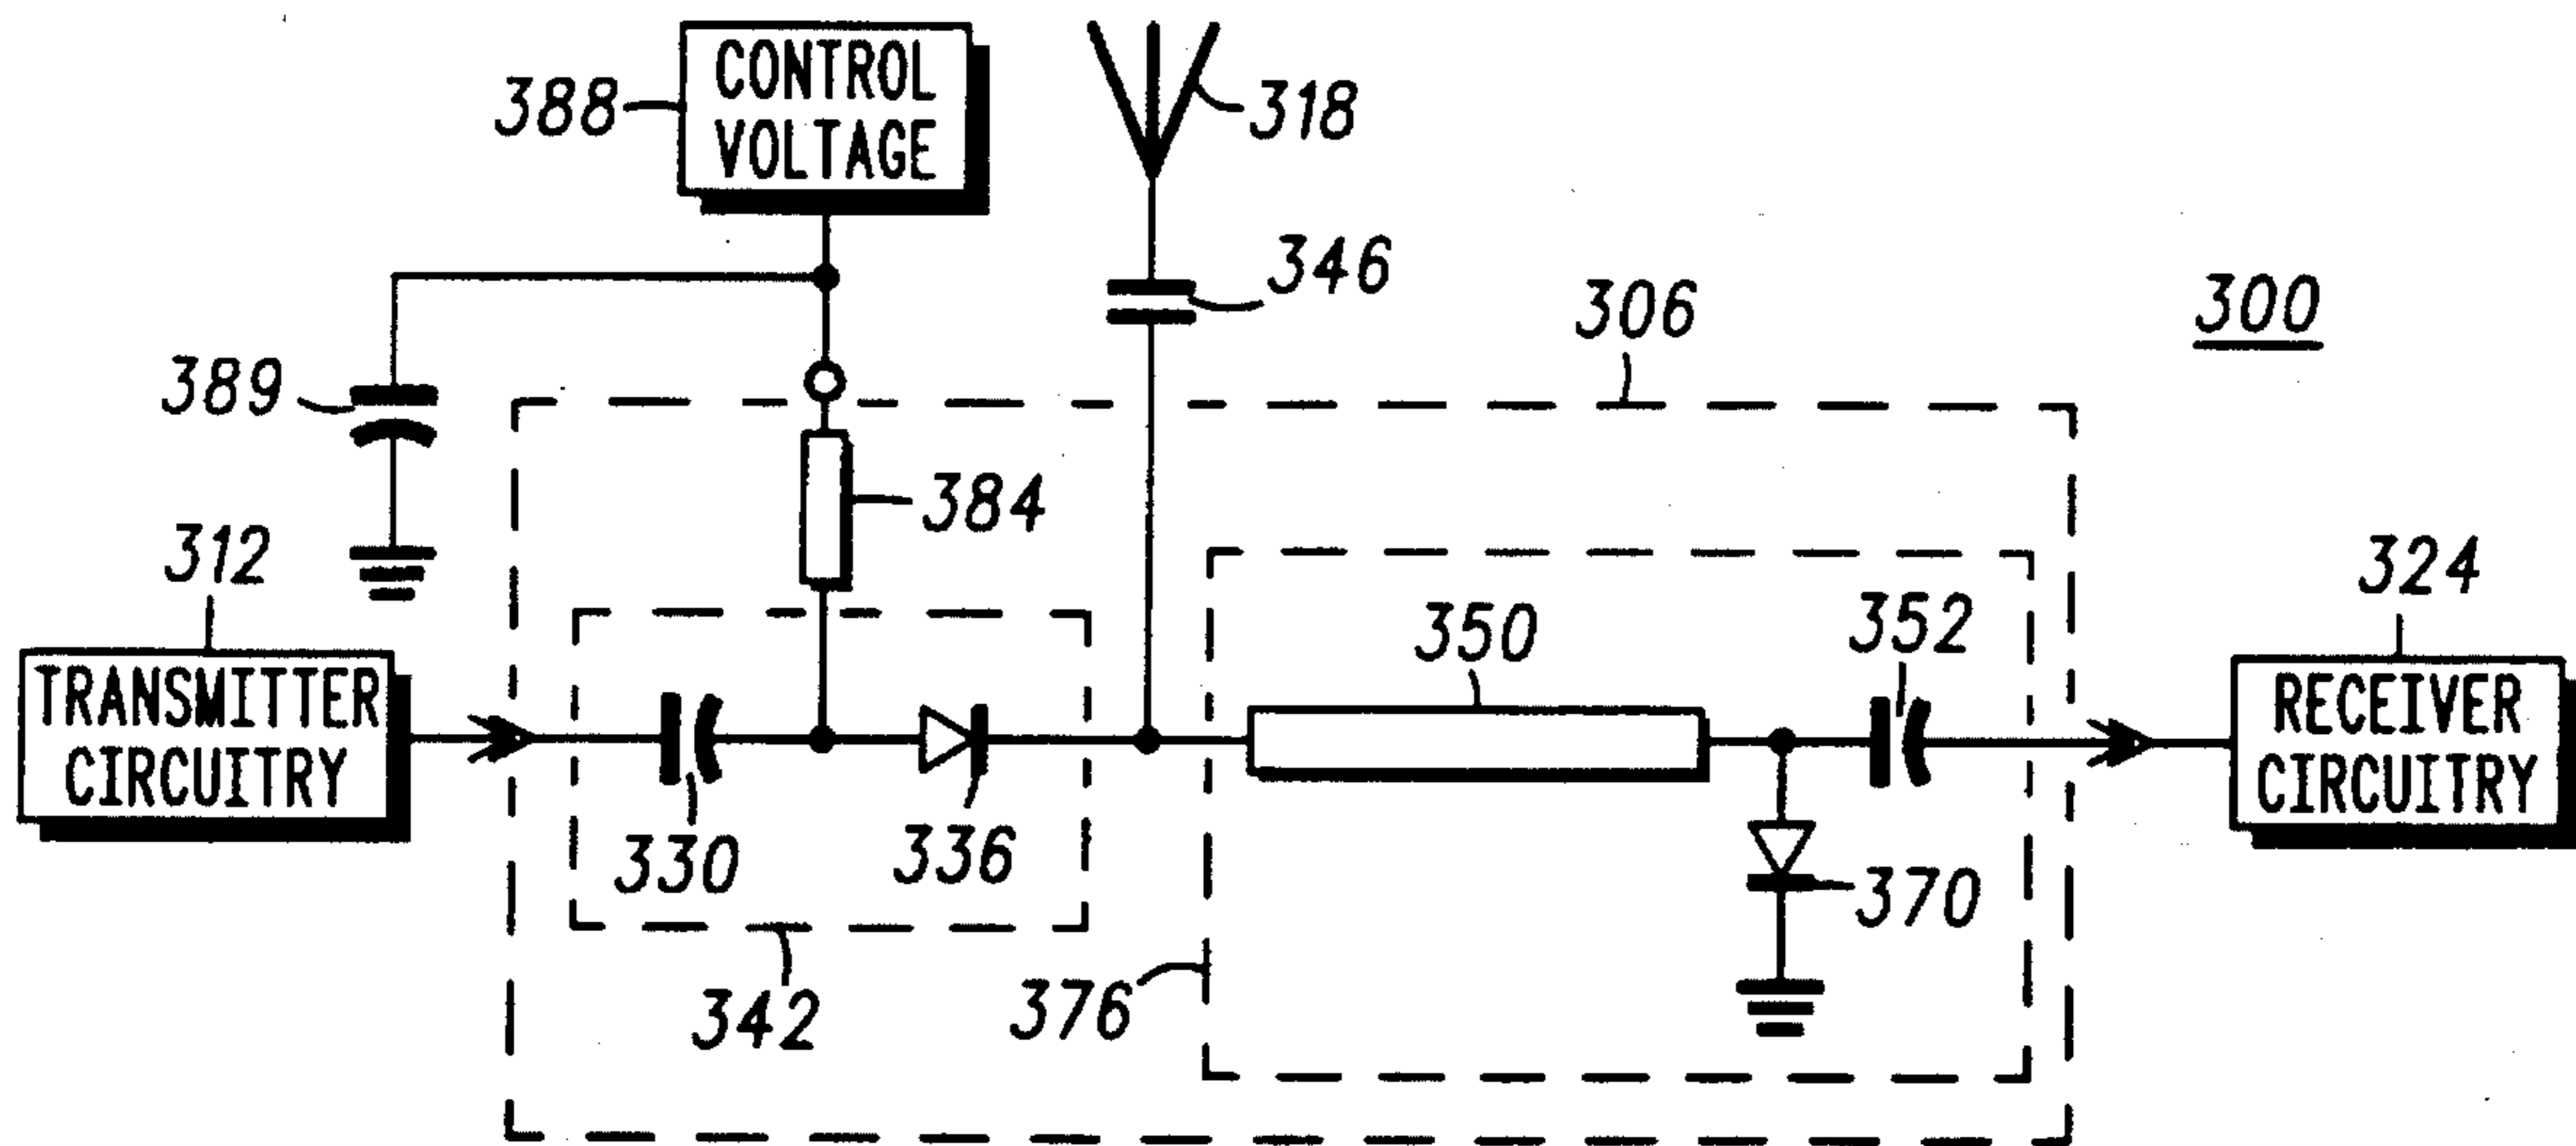 CONTROL
VOLTAGE
388
318
346
306
300
389
384
312
TRANSMITTER
CIRCUITRY
350
352
324
RECEIVER
CIRCUITRY
330
336
370
342
376